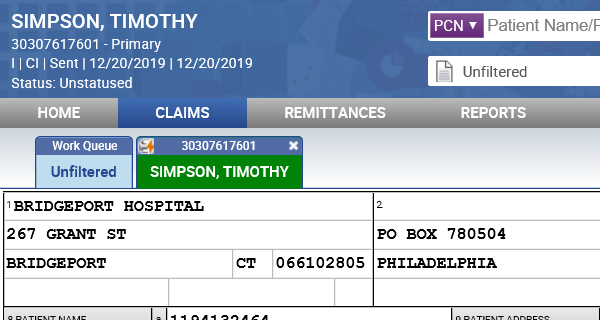 SIMPSON, TIMOTHY
30307617601 - Primary
I | CI | Sent | 12/20/2019 | 12/20/2019
Status: Unstatused
PCN Patient Name/P
Unfiltered
HOME CLAIMS REMITTANCES REPORTS
Work Queue 30307617601
Unfiltered SIMPSON, TIMOTHY
1 BRIDGEPORT HOSPITAL 2
267 GRANT ST PO BOX 780504
BRIDGEPORT CT 066102805 PHILADELPHIA
8 PATIENT NAME a 1194132464 9 PATIENT ADDRESS